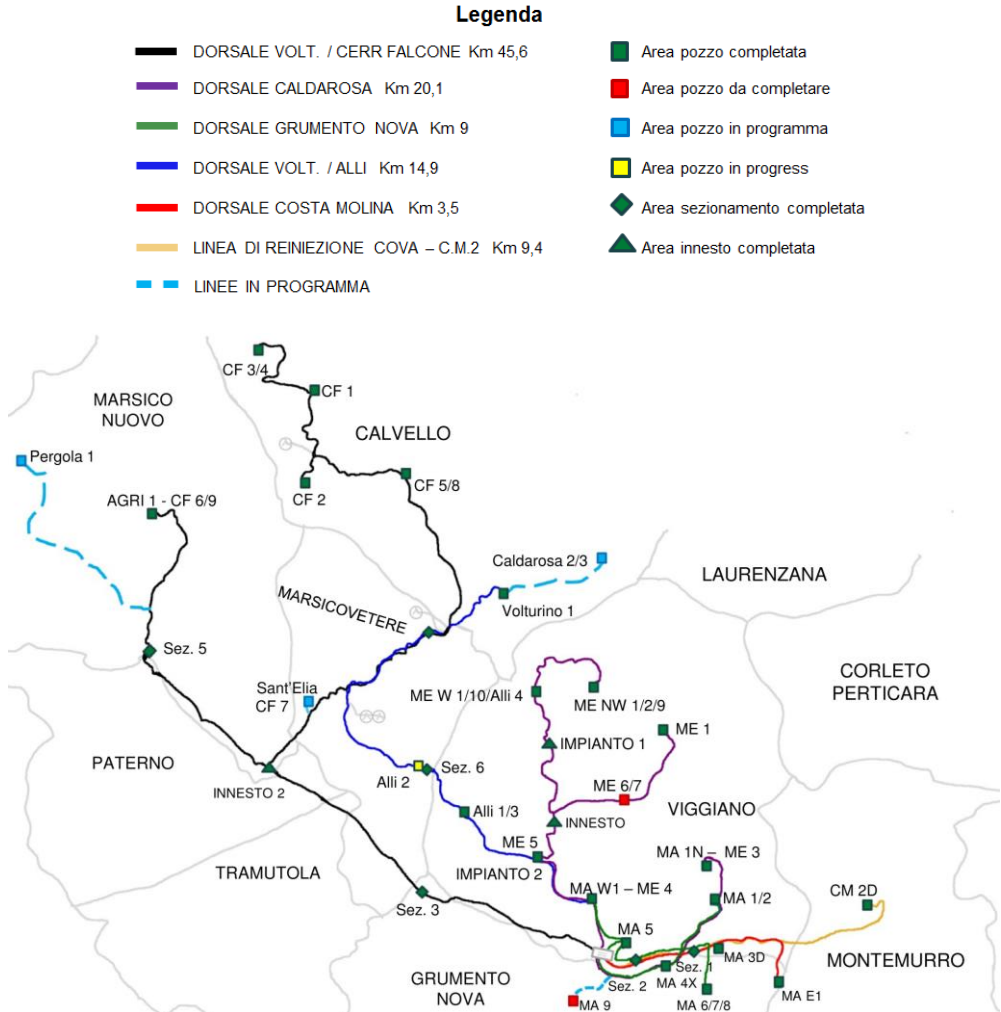 Legenda
DORSALE VOLT. / CERR FALCONE Km 45,6
DORSALE CALDAROSA Km 20,1
DORSALE GRUMENTO NOVA Km 9
DORSALE VOLT. / ALLI Km 14,9
DORSALE COSTA MOLINA Km 3,5
LINEA DI REINIEZIONE COVA – C.M.2 Km 9,4
LINEE IN PROGRAMMA
Area pozzo completata
Area pozzo da completare
Area pozzo in programma
Area pozzo in progress
Area sezionamento completata
Area innesto completata
CF 3/4
CF 1
MARSICO
NUOVO
CALVELLO
Pergola 1
CF 5/8
CF 2
AGRI 1 - CF 6/9
Caldarosa 2/3
LAURENZANA
MARSICOVETERE
Volturino 1
Sez. 5
CORLETO
PERTICARA
Sant'Elia
CF 7
ME W 1/10/Alli 4
ME NW 1/2/9
ME 1
IMPIANTO 1
PATERNO
Sez. 6
Alli 2
ME 6/7
INNESTO 2
VIGGIANO
Alli 1/3
INNESTO
ME 5
MA 1N – ME 3
TRAMUTOLA
IMPIANTO 2
MA W1 – ME 4
CM 2D
MA 1/2
Sez. 3
MA 5
MA 3D
MONTEMURRO
Sez. 1
GRUMENTO
NOVA
Sez. 2
MA 4X
MA E1
MA 9
MA 6/7/8